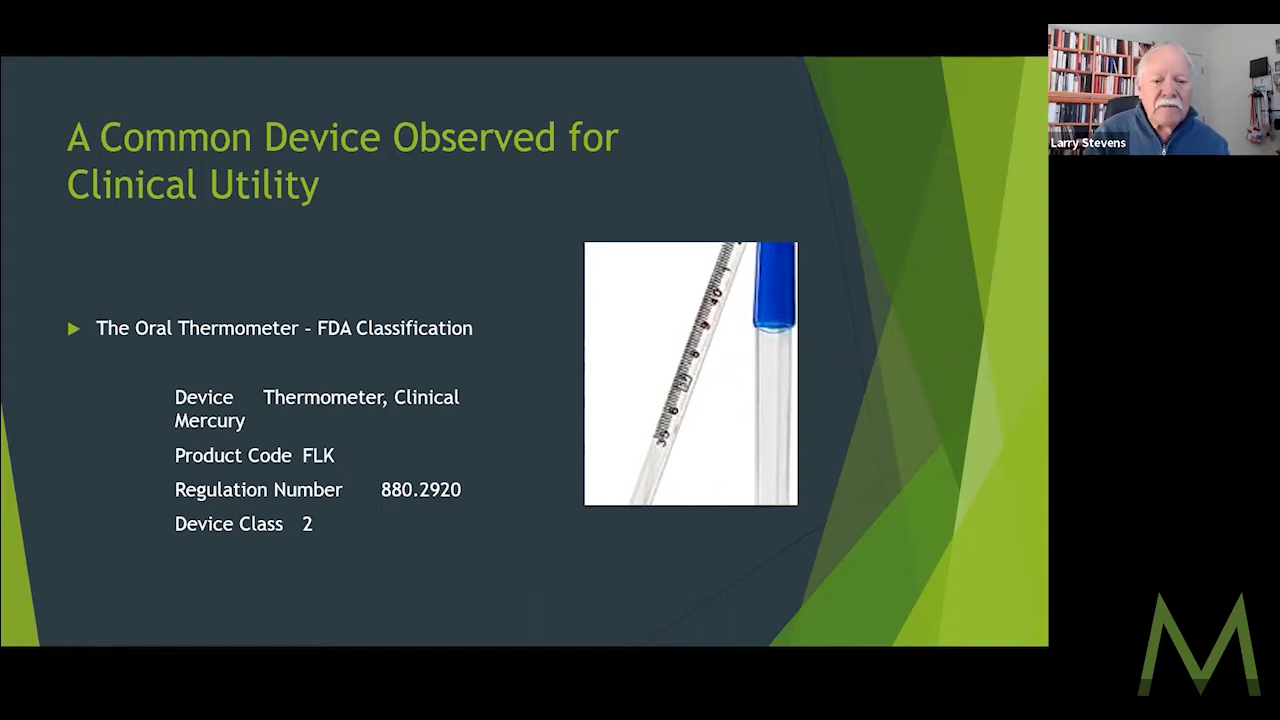 A Common Device Observed for
Clinical Utility
The Oral Thermometer - FDA Classification
Device Thermometer, Clinical
Mercury
Product Code FLK
Regulation Number 880.2920
Device Class 2
Larry Stevens
M